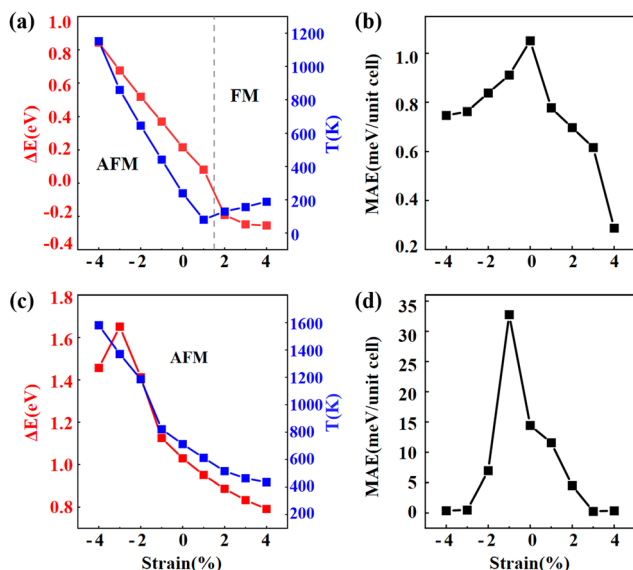 (a)
ΔE(eV)
1.0
0.8
0.6
0.4
0.2
0.0
-0.2
-0.4
AFM
FM
T(K)
1200
1000
800
600
400
200
0
-4 -2 0 2 4
(b)
MAE(meV/unit cell)
1.0
0.8
0.6
0.4
0.2
-4 -2 0 2 4
(c)
ΔE(eV)
1.8
1.6
1.4
1.2
1.0
0.8
AFM
T(K)
1600
1400
1200
1000
800
600
400
200
-4 -2 0 2 4
Strain(%)
(d)
MAE(meV/unit cell)
35
30
25
20
15
10
5
0
-4 -2 0 2 4
Strain(%)